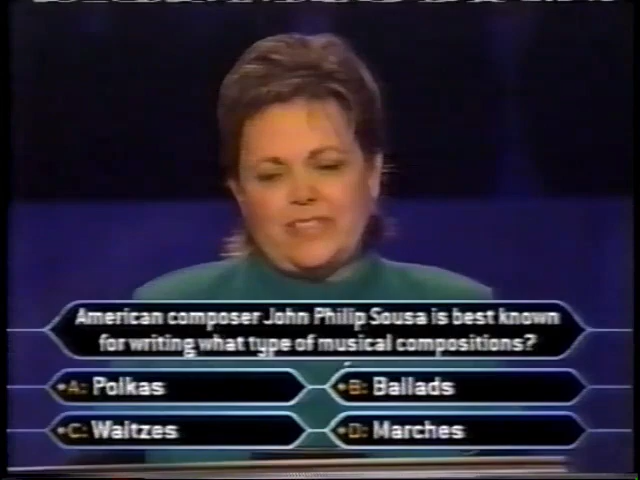 American composer John Philip Sousa is best known
for writing what type of musical compositions?
A: Polkas
B: Ballads
C: Waltzes
D: Marches